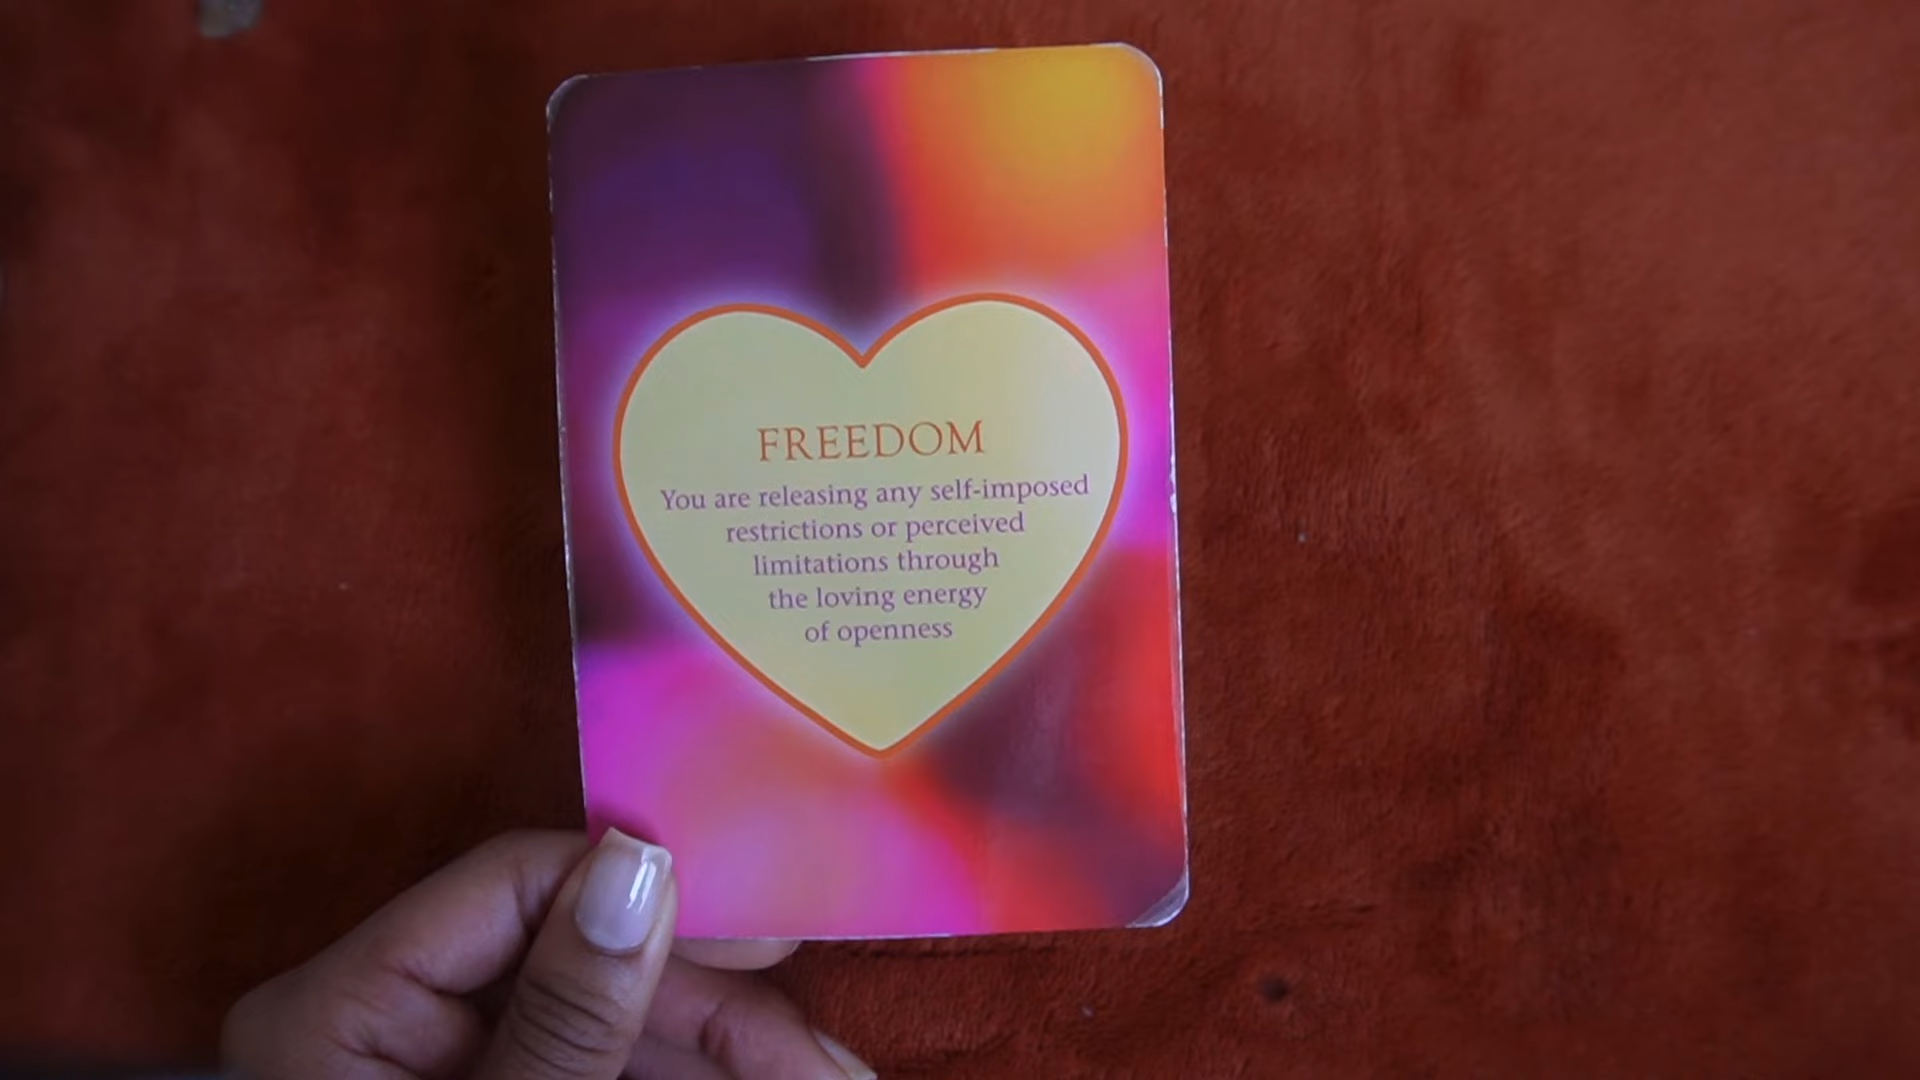 FREEDOM
You are releasing any self-imposed
restrictions or perceived
limitations through
the loving energy
of openness